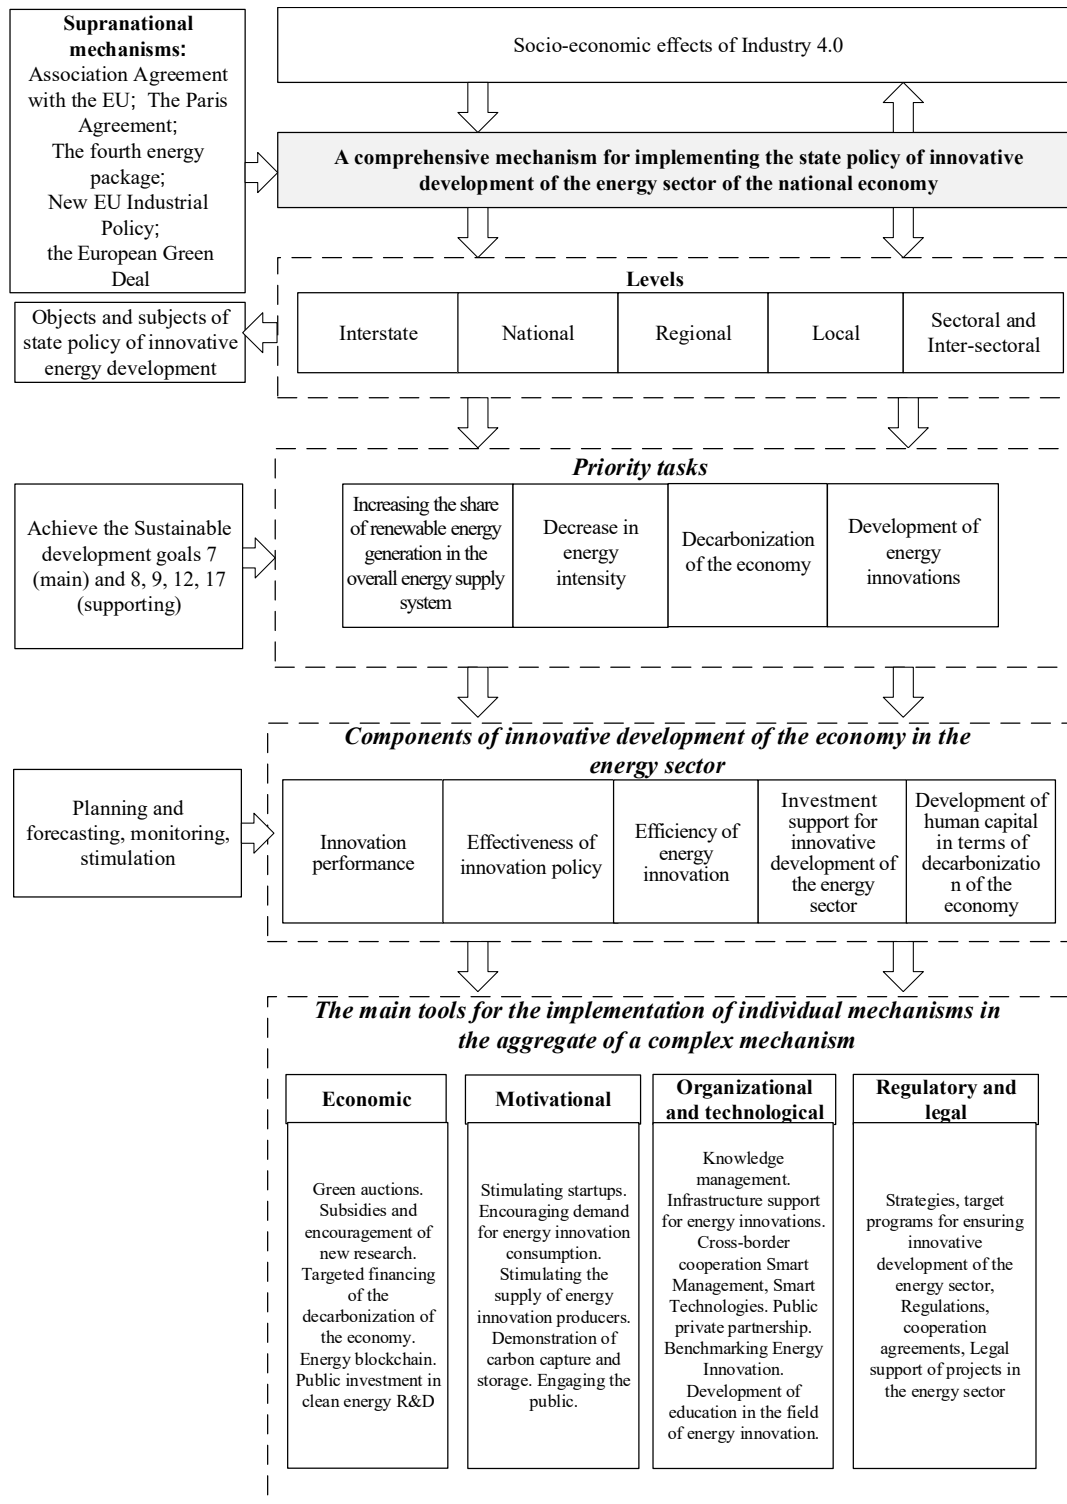 Supranational
mechanisms:
Association Agreement
with the EU; The Paris
Agreement;
The fourth energy
package;
New EU Industrial
Policy;
the European Green
Deal
Socio-economic effects of Industry 4.0
A comprehensive mechanism for implementing the state policy of innovative
development of the energy sector of the national economy
Levels
Interstate
National
Regional
Local
Sectoral and
Inter-sectoral
Objects and subjects of
state policy of innovative
energy development
Priority tasks
Increasing the share
of renewable energy
generation in the
overall energy supply
system
Decrease in
energy
intensity
Decarbonization
of the economy
Development of
energy
innovations
Achieve the Sustainable
development goals 7
(main) and 8, 9, 12, 17
(supporting)
Components of innovative development of the economy in the
energy sector
Innovation
performance
Effectiveness of
innovation policy
Efficiency of
energy
innovation
Investment
support for
innovative
development of
the energy
sector
Development of
human capital
in terms of
decarbonizatio
n of the
economy
Planning and
forecasting, monitoring,
stimulation
The main tools for the implementation of individual mechanisms in
the aggregate of a complex mechanism
Economic
Green auctions.
Subsidies and
encouragement of
new research.
Targeted financing
of the
decarbonization of
the economy.
Energy blockchain.
Public investment in
clean energy R&D
Motivational
Stimulating startups.
Encouraging demand
for energy innovation
consumption.
Stimulating the
supply of energy
innovation producers.
Demonstration of
carbon capture and
storage. Engaging the
public.
Organizational
and technological
Knowledge
management.
Infrastructure support
for energy innovations.
Cross-border
cooperation Smart
Management, Smart
Technologies. Public
private partnership.
Benchmarking Energy
Innovation.
Development of
education in the field
of energy innovation.
Regulatory and
legal
Strategies, target
programs for ensuring
innovative
development of the
energy sector,
Regulations,
cooperation
agreements, Legal
support of projects in
the energy sector